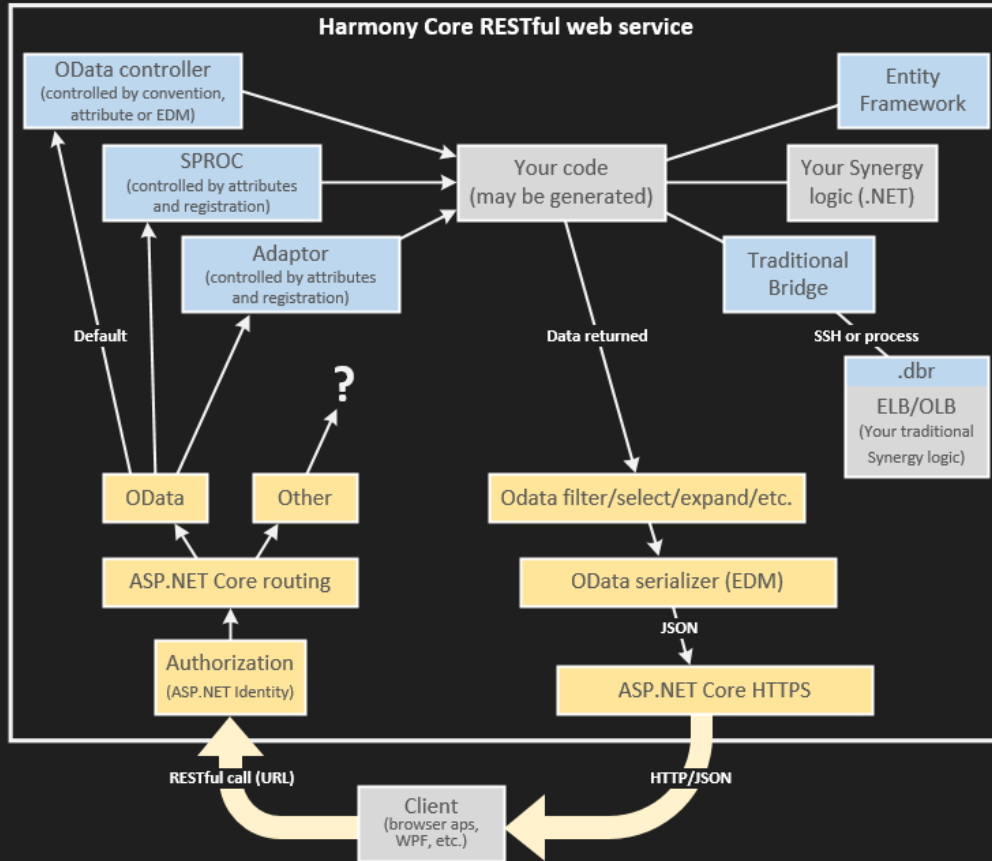 Harmony Core RESTful web service
OData controller
(controlled by convention,
attribute or EDM)
SPROC
(controlled by attributes
and registration)
Adaptor
(controlled by attributes
and registration)
Your code
(may be generated)
Entity
Framework
Your Synergy
logic (.NET)
Traditional
Bridge
Default
Data returned
SSH or process
.dbr
ELB/OLB
(Your traditional
Synergy logic)
?
OData
Other
Odata filter/select/expand/etc.
ASP.NET Core routing
OData serializer (EDM)
JSON
Authorization
(ASP.NET Identity)
ASP.NET Core HTTPS
RESTful call (URL)
HTTP/JSON
Client
(browser aps,
WPF, etc.)